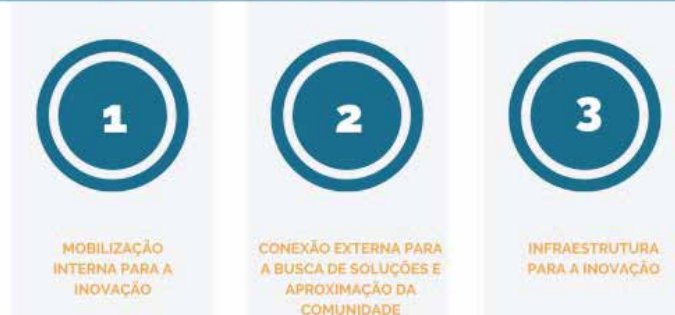 1
MOBILIZAÇÃO
INTERNA PARA A
INOVAÇÃO
2
CONEXÃO EXTERNA PARA
A BUSCA DE SOLUÇÕES E
APROXIMAÇÃO DA
COMUNIDADE
3
INFRAESTRUTURA
PARA A INOVAÇÃO